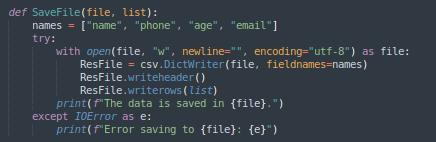 def SaveFile(file, list):
    names = ["name", "phone", "age", "email"]
    try:
        with open(file, "w", newline="", encoding="utf-8") as file:
            ResFile = csv.DictWriter(file, fieldnames=names)
            ResFile.writeheader()
            ResFile.writerows(list)
        print(f"The data is saved in {file}.")
    except IOError as e:
        print(f"Error saving to {file}: {e}")